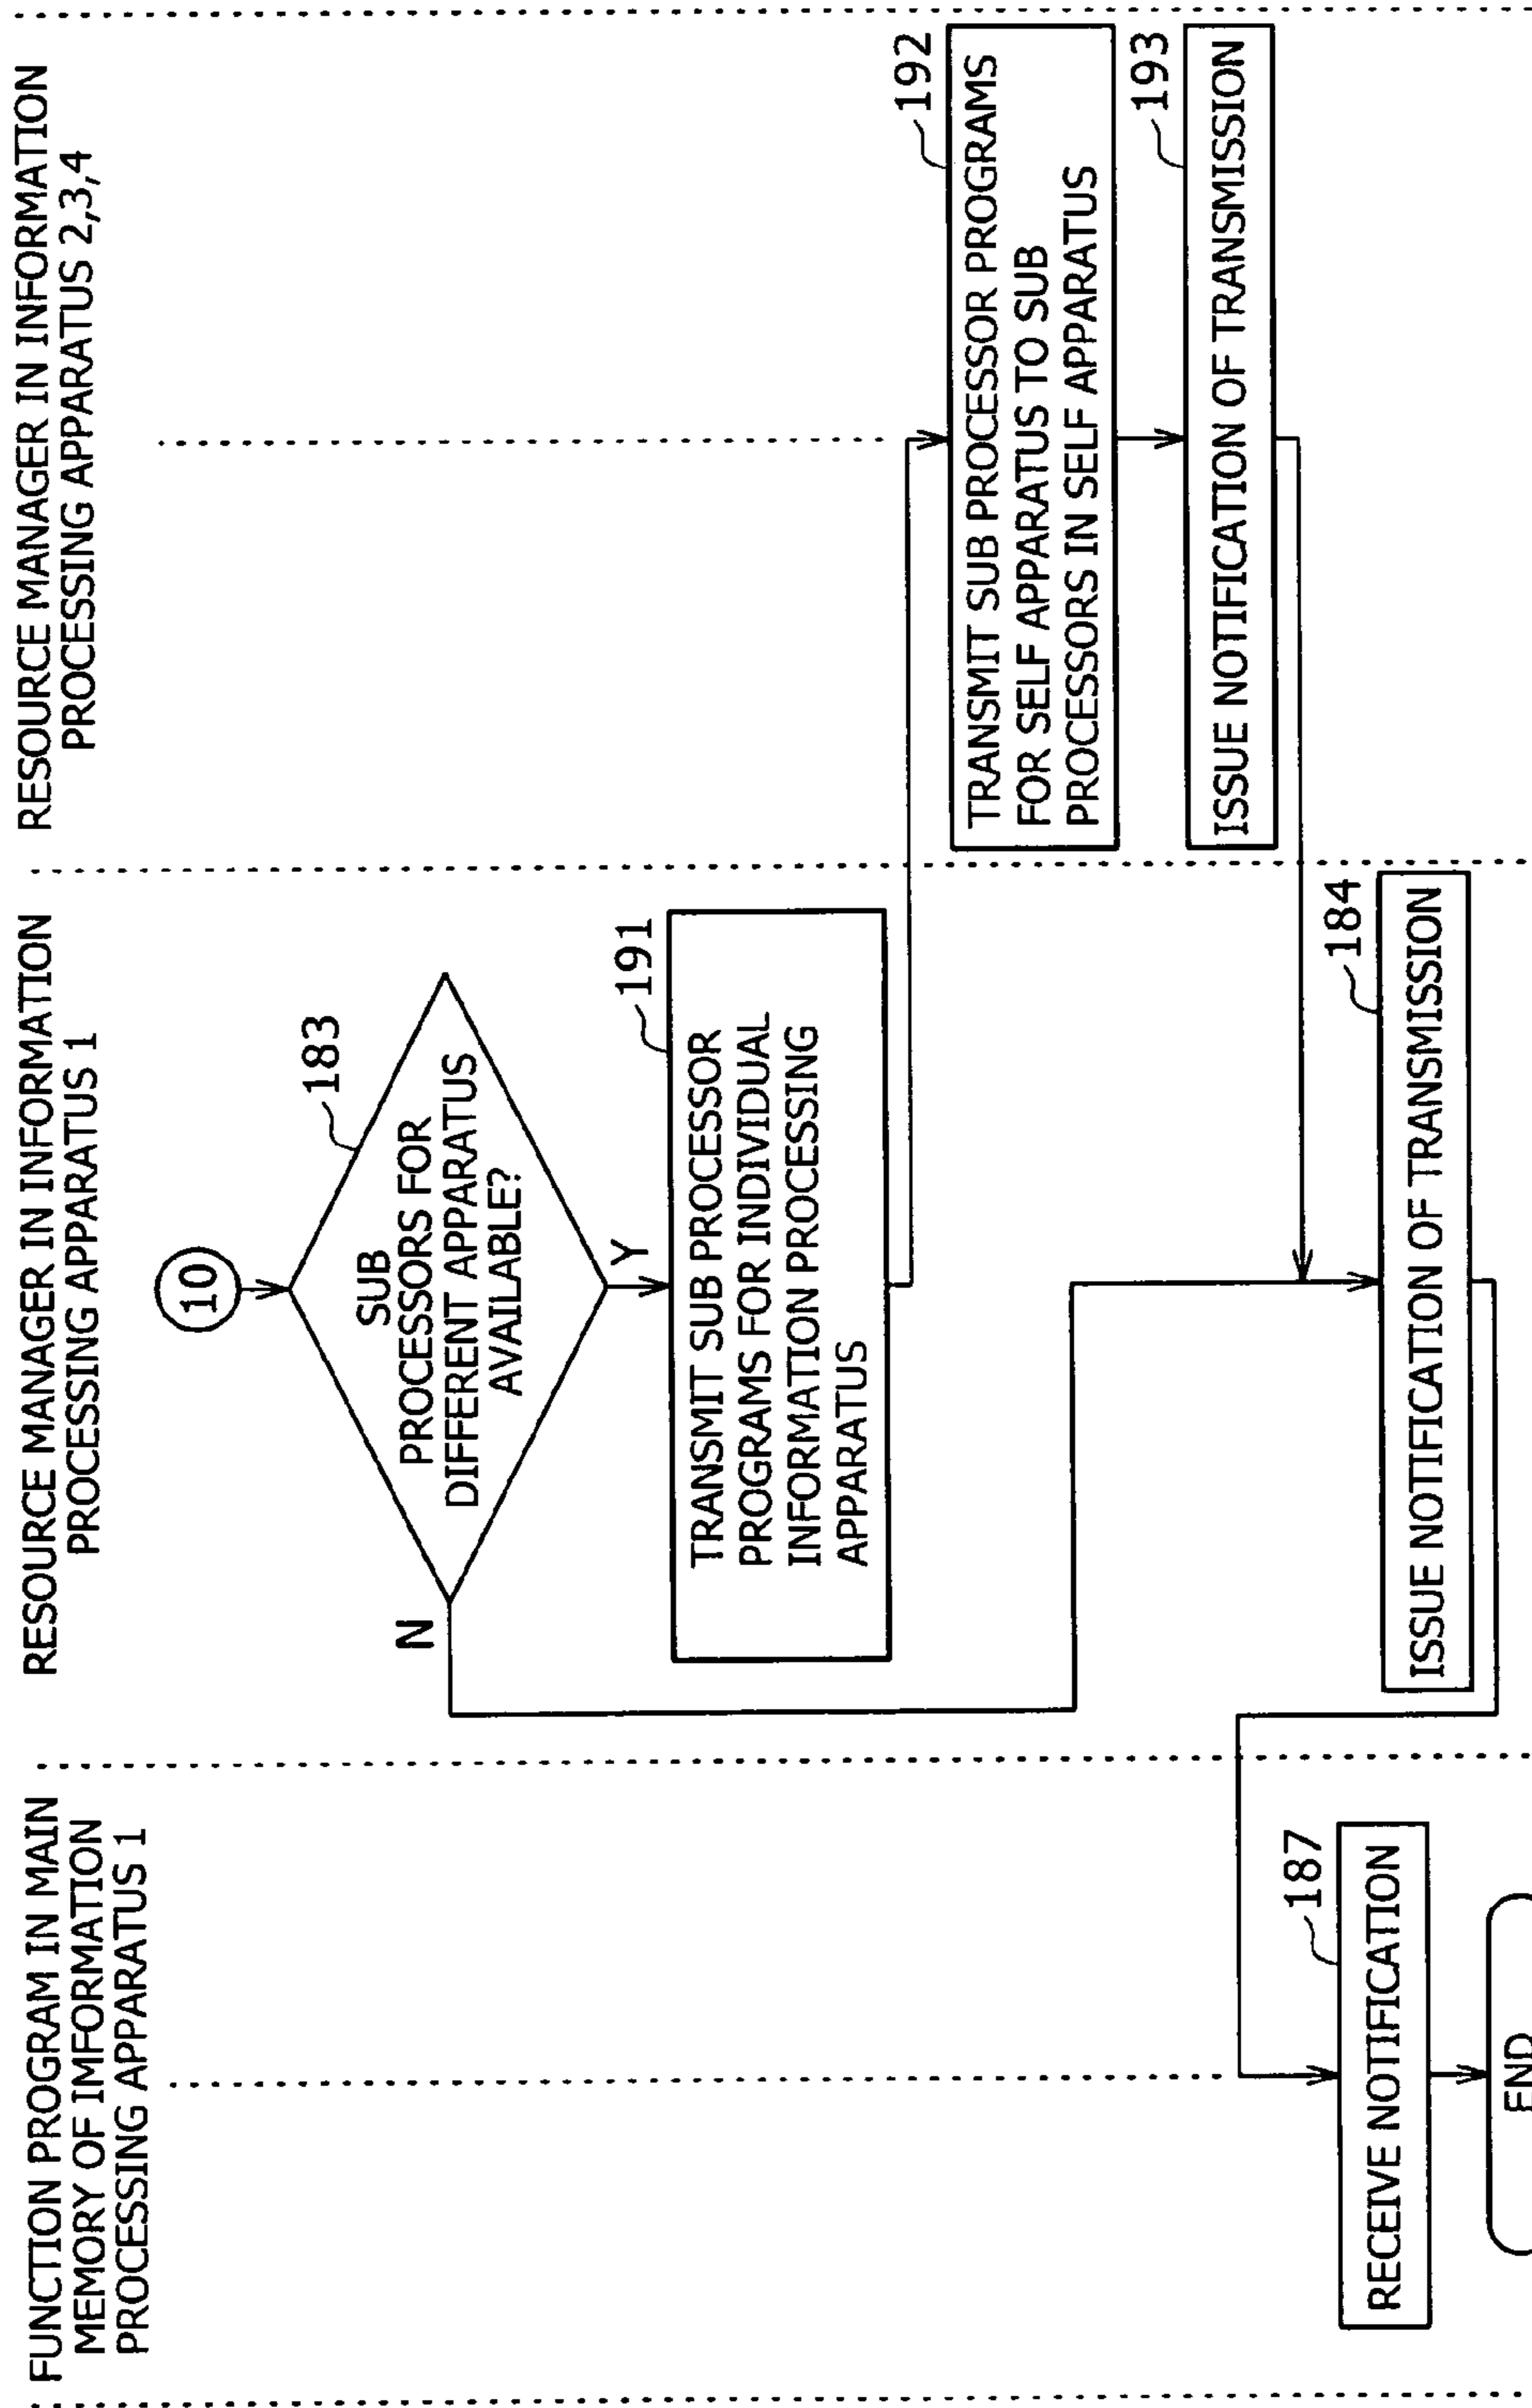 FUNCTION PROGRAM IN MAIN
MEMORY OF IMFORMATION
PROCESSING APPARATUS 1
RESOURCE MANAGER IN INFORMATION
PROCESSING APPARATUS 1
RESOURCE MANAGER IN INFORMATION
PROCESSING APPARATUS 2,3,4
10
183
SUB
PROCESSORS FOR
DIFFERENT APPARATUS
AVAILABLE?
N
Y
191
TRANSMIT SUB PROCESSOR
PROGRAMS FOR INDIVIDUAL
INFORMATION PROCESSING
APPARATUS
192
TRANSMIT SUB PROCESSOR PROGRAMS
FOR SELF APPARATUS TO SUB
PROCESSORS IN SELF APPARATUS
193
ISSUE NOTIFICATION OF TRANSMISSION
184
ISSUE NOTIFICATION OF TRANSMISSION
187
RECEIVE NOTIFICATION
END